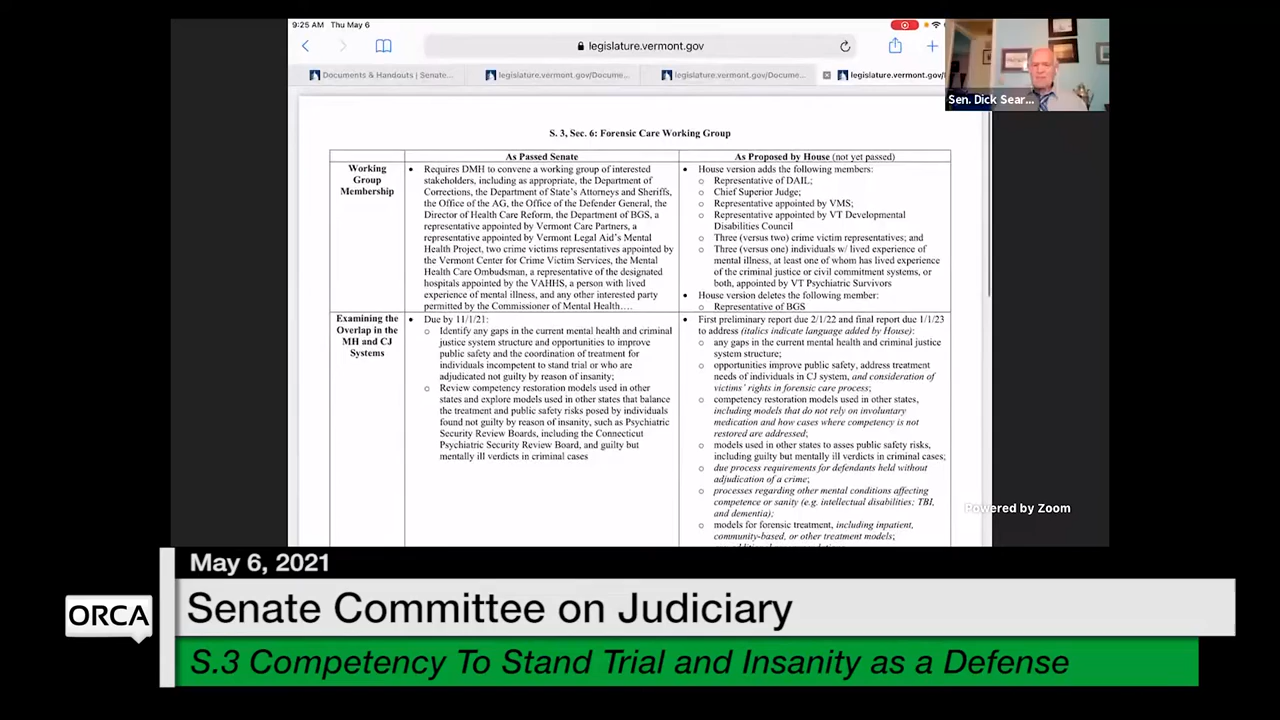 9:25 AM Thu May 6
legislature.vermont.gov
Documents & Handouts | Senate...
legislature.vermont.gov/Docume...
legislature.vermont.gov/Docume...
legislature.vermont.gov/
Sen. Dick Sear...
S. 3, Sec. 6: Forensic Care Working Group
As Passed Senate
As Proposed by House (not yet passed)
Working
Group
Membership
• Requires DMH to convene a working group of interested
stakeholders, including as appropriate, the Department of
Corrections, the Department of State's Attorneys and Sheriffs,
the Office of the AG, the Office of the Defender General, the
Director of Health Care Reform, the Department of BGS, a
representative appointed by Vermont Care Partners, a
representative appointed by Vermont Legal Aid's Mental
Health Project, two crime victims representatives appointed by
the Vermont Center for Crime Victim Services, the Mental
Health Care Ombudsman, a representative of the designated
hospitals appointed by the VAHHS, a person with lived
experience of mental illness, and any other interested party
permitted by the Commissioner of Mental Health….
• House version adds the following members:
o Representative of DAIL;
o Chief Superior Judge;
o Representative appointed by VMS;
o Representative appointed by VT Developmental
Disabilities Council
o Three (versus two) crime victim representatives; and
o Three (versus one) individuals w/ lived experience of
mental illness, at least one of whom has lived experience
of the criminal justice or civil commitment systems, or
both, appointed by VT Psychiatric Survivors
• House version deletes the following member:
o Representative of BGS
Examining the
Overlap in the
MH and CJ
Systems
• Due by 11/1/21:
o Identify any gaps in the current mental health and criminal
justice system structure and opportunities to improve
public safety and the coordination of treatment for
individuals incompetent to stand trial or who are
adjudicated not guilty by reason of insanity;
o Review competency restoration models used in other
states and explore models used in other states that balance
the treatment and public safety risks posed by individuals
found not guilty by reason of insanity, such as Psychiatric
Security Review Boards, including the Connecticut
Psychiatric Security Review Board, and guilty but
mentally ill verdicts in criminal cases
• First preliminary report due 2/1/22 and final report due 1/1/23
to address (italics indicate language added by House):
o any gaps in the current mental health and criminal justice
system structure;
o opportunities improve public safety, address treatment
needs of individuals in CJ system, and consideration of
victims' rights in forensic care process;
o competency restoration models used in other states,
including models that do not rely on involuntary
medication and how cases where competency is not
restored are addressed;
o models used in other states to asses public safety risks,
including guilty but mentally ill verdicts in criminal cases;
o due process requirements for defendants held without
adjudication of a crime;
o processes regarding other mental conditions affecting
competence or sanity (e.g. intellectual disabilities; TBI,
and dementia);
o models for forensic treatment, including inpatient,
community-based, or other treatment models;
Powered by Zoom
May 6, 2021
ORCA
Senate Committee on Judiciary
S.3 Competency To Stand Trial and Insanity as a Defense